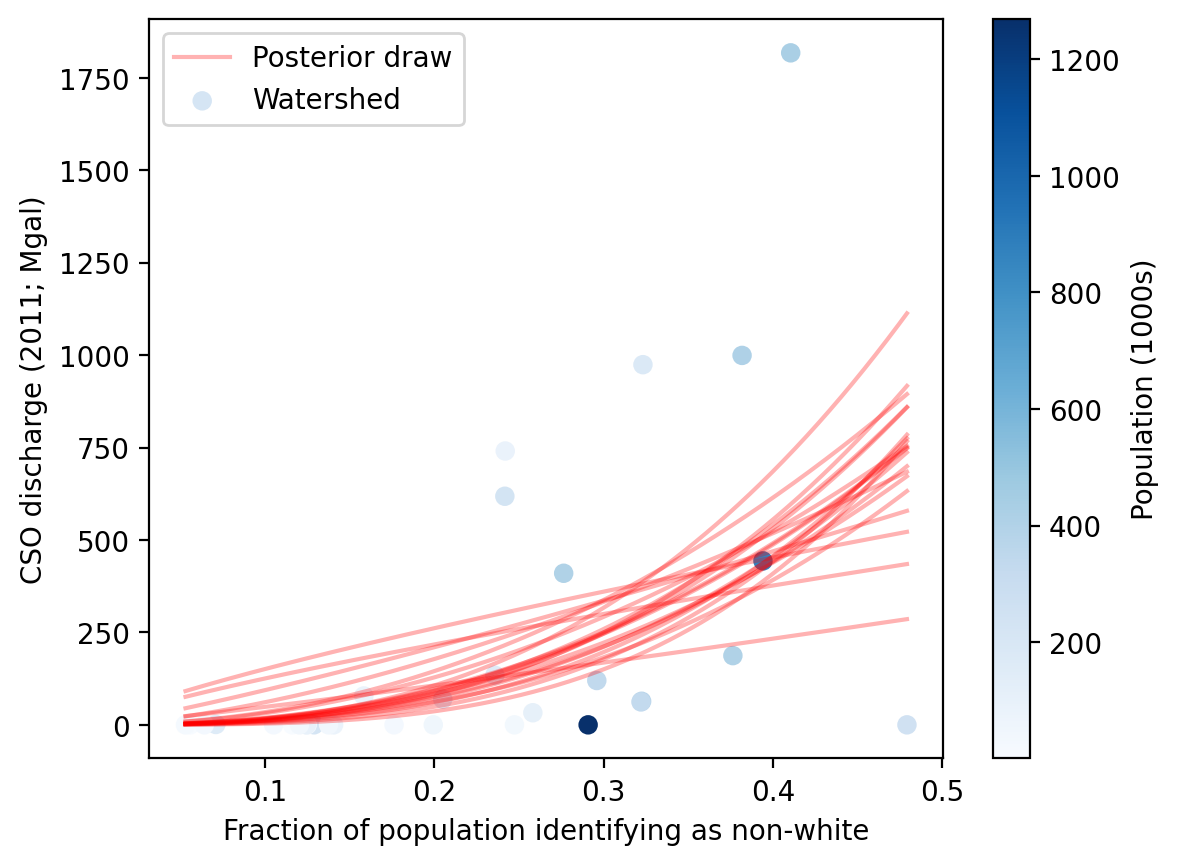 Posterior draw
Watershed
1750
1500
1250
1000
750
500
250
0
CSO discharge (2011; Mgal)
0.1 0.2 0.3 0.4 0.5
Fraction of population identifying as non-white
1200
1000
800
600
400
200
Population (1000s)